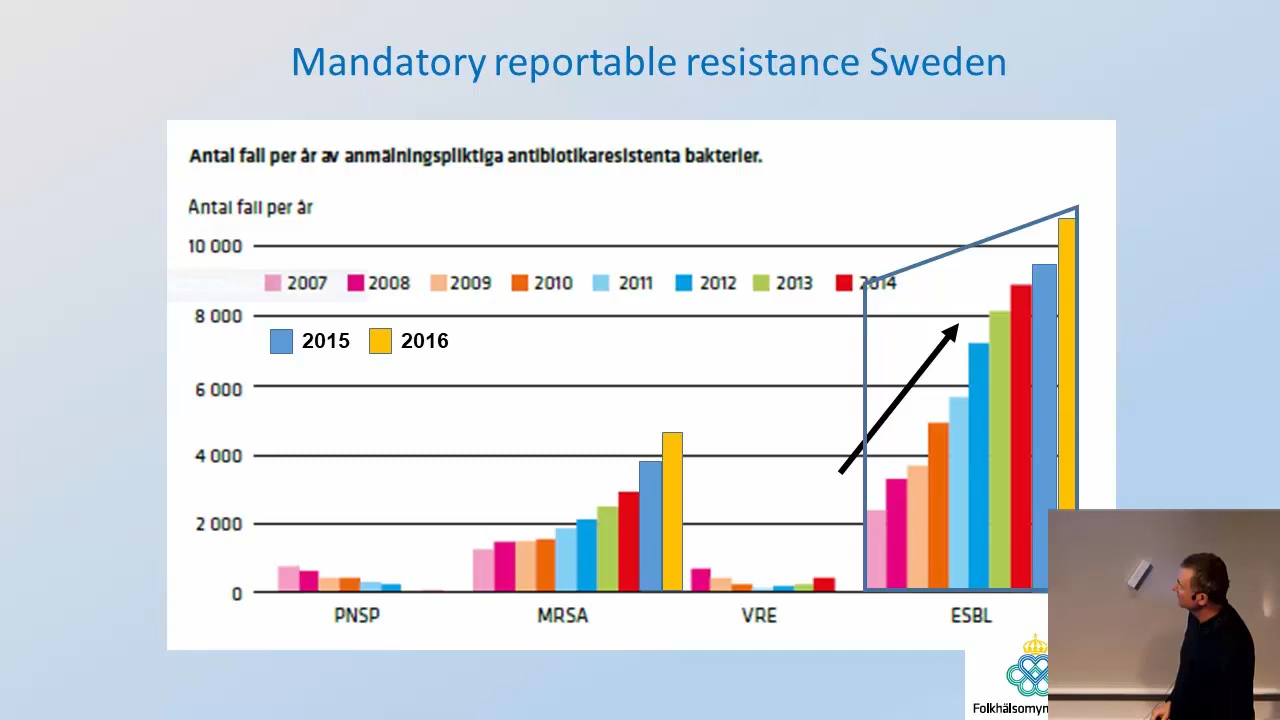 Mandatory reportable resistance Sweden
Antal fall per år av anmälningspliktiga antibiotikaresistenta bakterier.
Antal fall per år
10 000
2007 2008 2009 2010 2011 2012 2013 2014
8 000
2015 2016
6 000
4 000
2 000
0
PNSP MRSA VRE ESBL
Folkhälsomyn